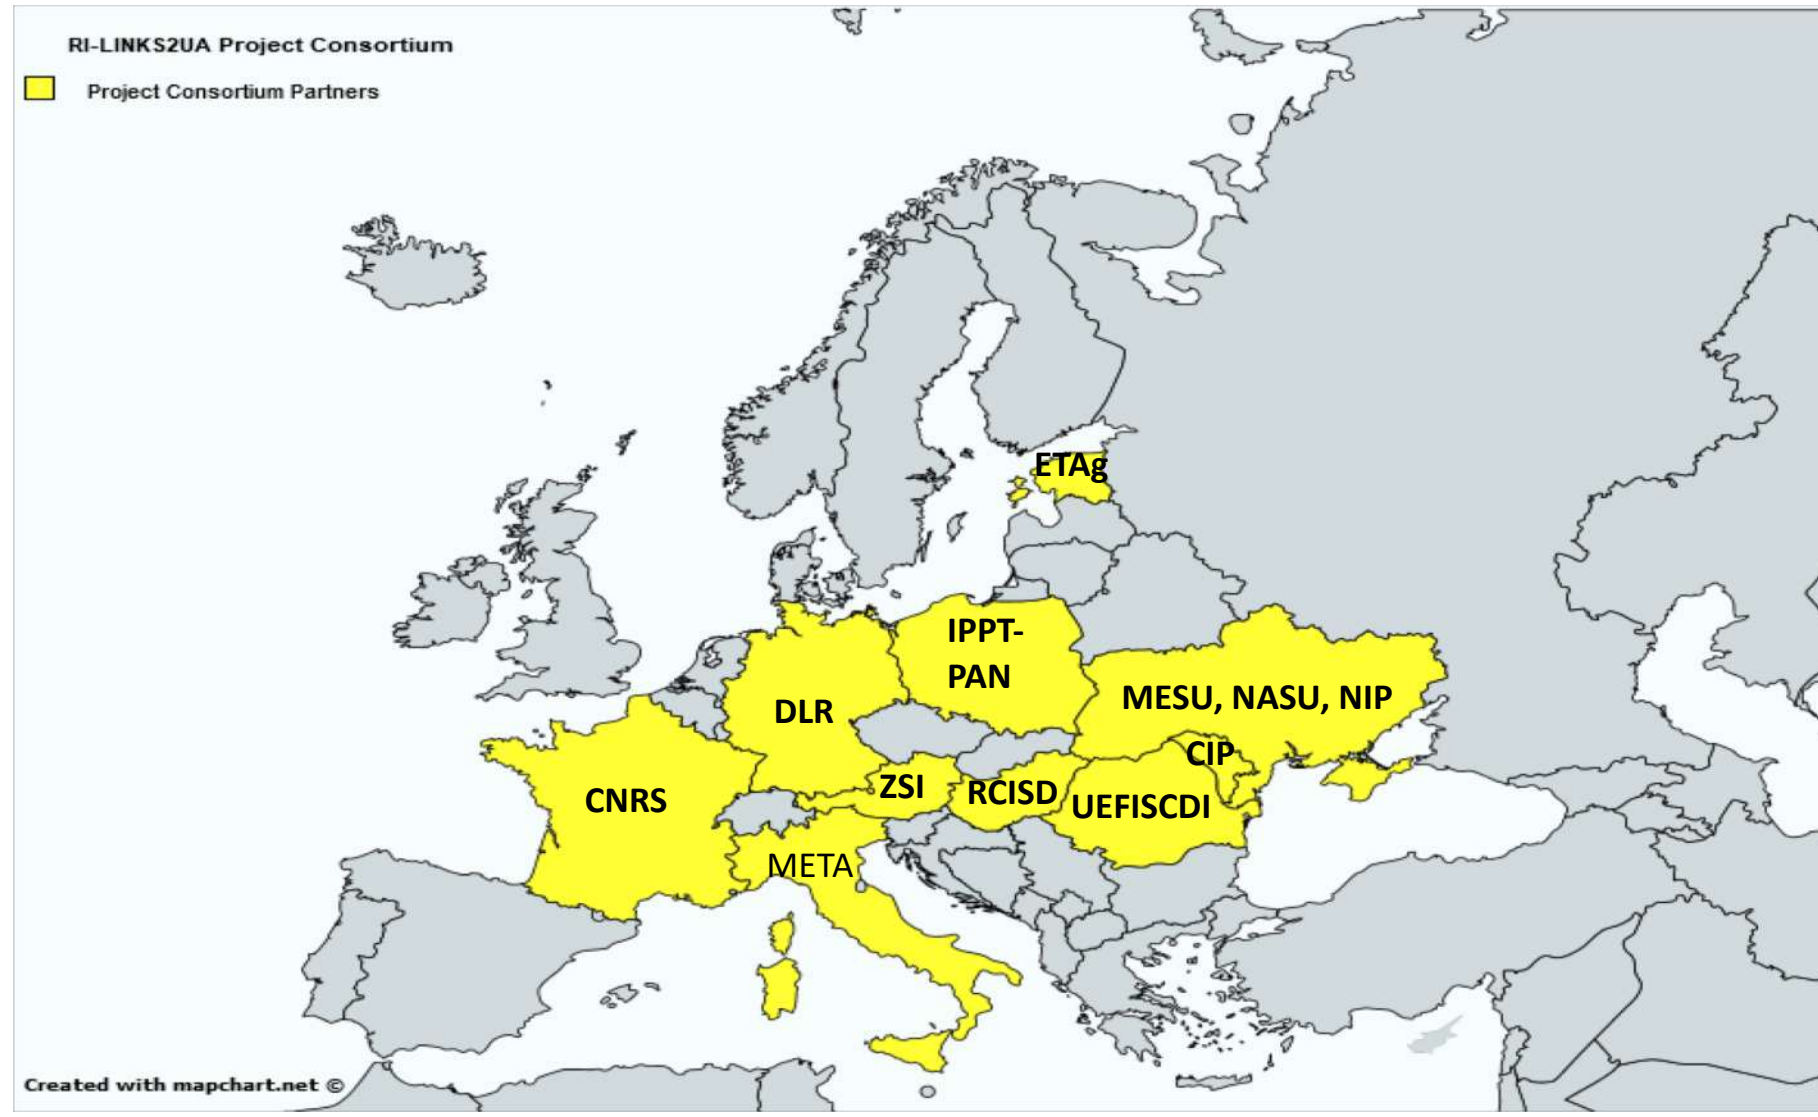 RI-LINKS2UA Project Consortium
Project Consortium Partners
ETAg
IPPT-
PAN
DLR
MESU, NASU, NIP
CIP
ZSI
RCISD
UEFISCDI
CNRS
META
Created with mapchart.net ©